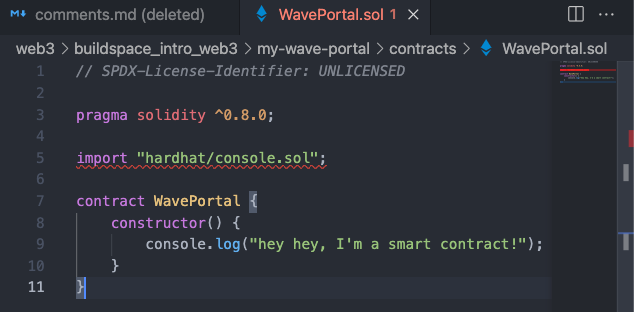 comments.md (deleted) WavePortal.sol 1 ×
web3 > buildspace_intro_web3 > my-wave-portal > contracts > WavePortal.sol
1 // SPDX-License-Identifier: UNLICENSED
2
3 pragma solidity ^0.8.0;
4
5 import "hardhat/console.sol";
6
7 contract WavePortal {
8     constructor() {
9         console.log("hey hey, I'm a smart contract!");
10     }
11 }